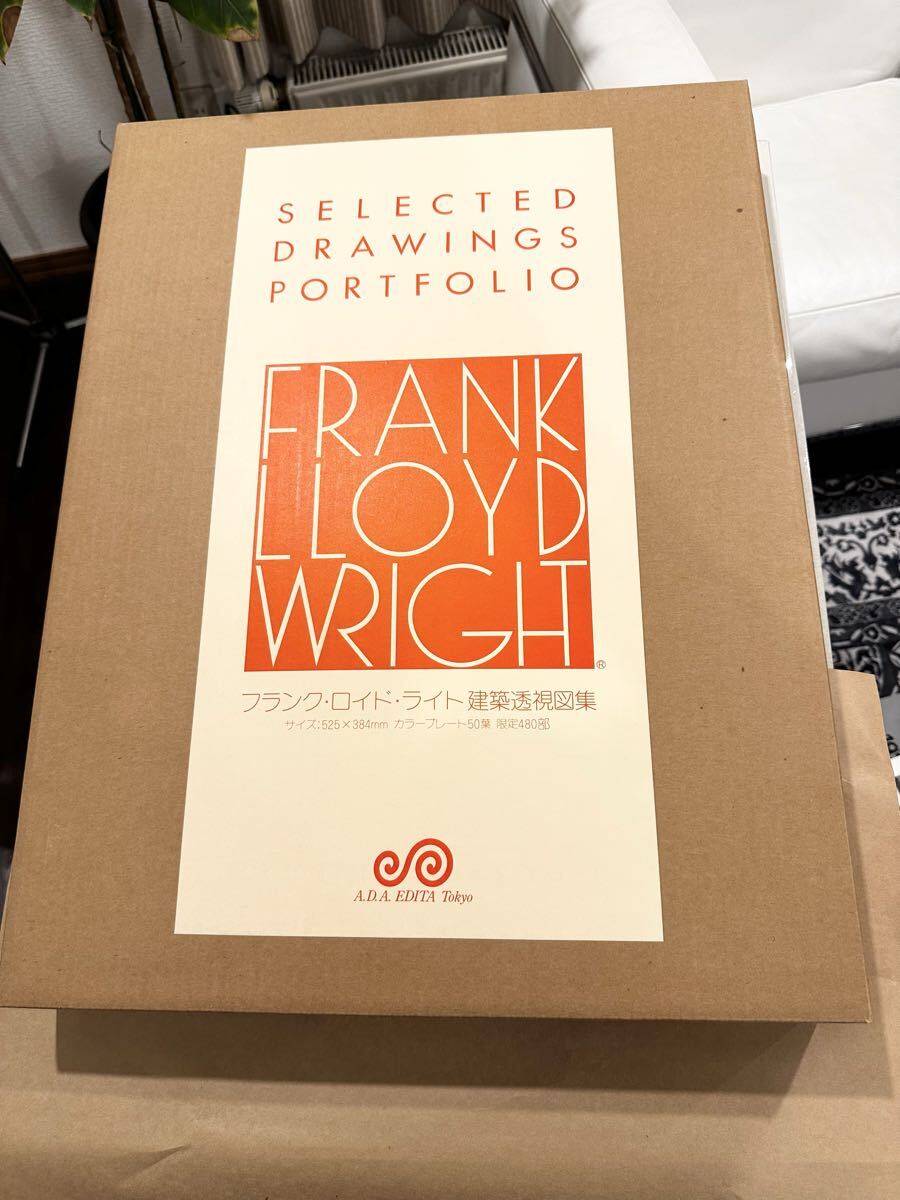 SELECTED
DRAWINGS
PORTFOLIO
FRANK
LLOYD
WRIGHT®
フランク・ロイド・ライト 建築透視図集
サイズ:525×384mm カラープレート50葉 限定480部
A.D.A. EDITA Tokyo